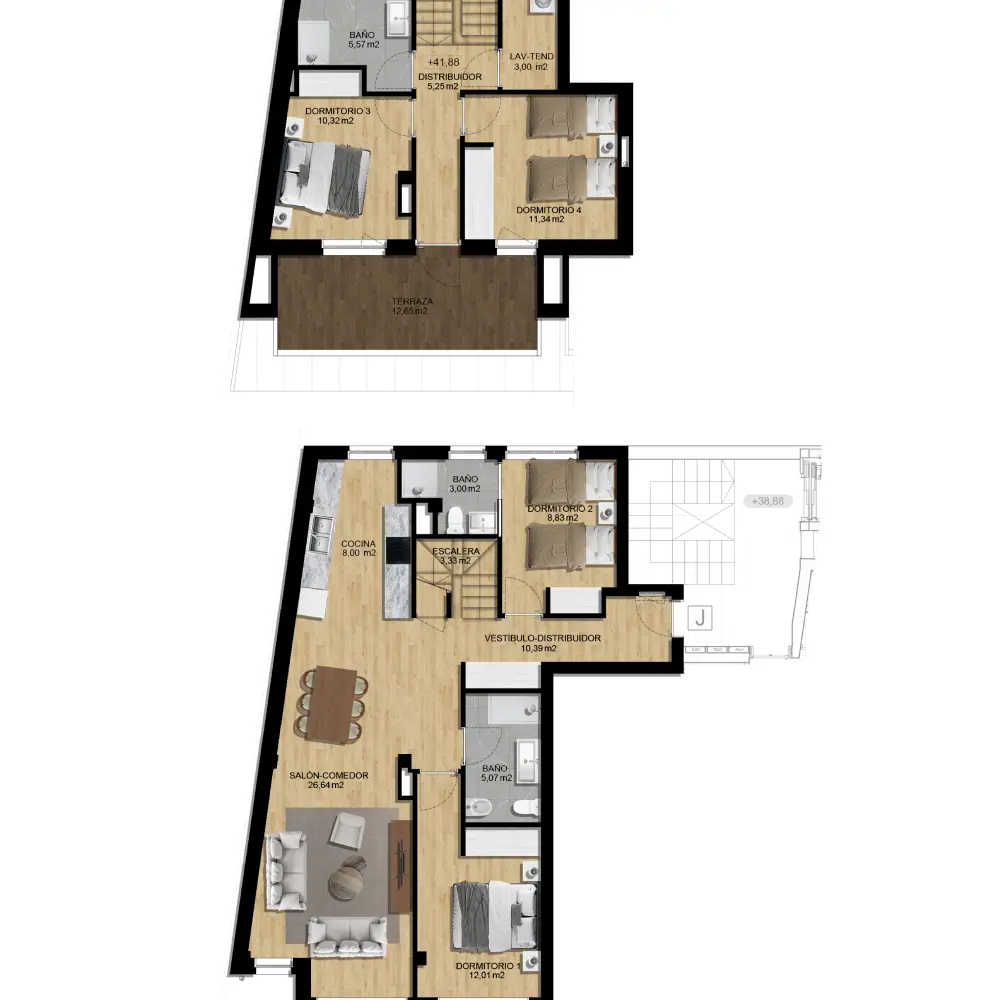 BAÑO
5,57 m2
+41,88
DISTRIBUIDOR
5,25 m2
LAV-TEND
3,00 m2
DORMITORIO 3
10,32 m2
DORMITORIO 4
11,34 m2
TERRAZA
12,65 m2
BAÑO
3,00 m2
DORMITORIO 2
8,83 m2
+38,88
COCINA
8,00 m2
ESCALERA
3,33 m2
J
VESTÍBULO-DISTRIBUIDOR
10,39 m2
SALÓN-COMEDOR
26,64 m2
BAÑO
5,07 m2
DORMITORIO 1
12,01 m2